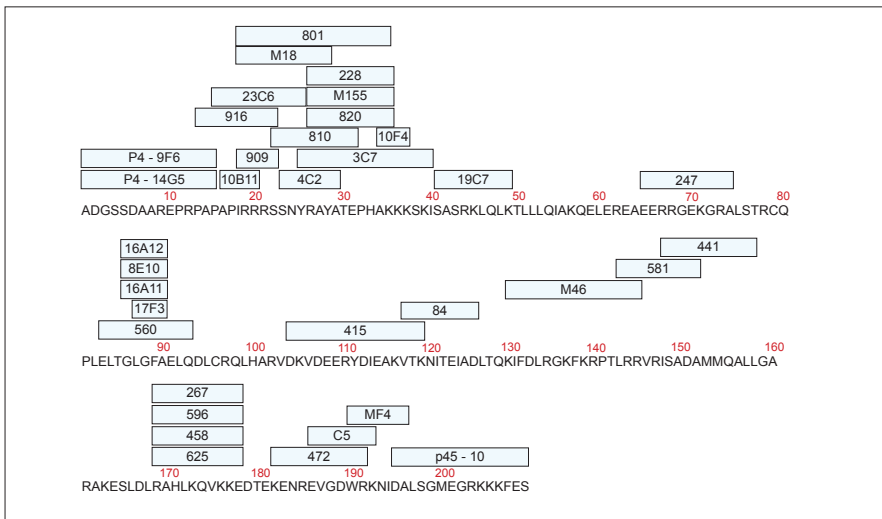 801
M18
228
23C6 M155
916 820
810 10F4
P4 - 9F6 909 3C7
P4 - 14G5 10B11 4C2 19C7 247
10 20 30 40 50 60 70 80
ADGSSDAAREPRPAPAPIRRRSSNYRAYATEPHAKKKSKISASRKLQLKTLLLQIAKQELEREAEERRGEKGRALSTRCQ
16A12 441
8E10 581
16A11 M46
17F3 84
560 415
90 100 110 120 130 140 150 160
PLELTGLGFAELQDLCRQLHARVDKVDEERYDIEAKVTKNITEIADLTQKIFDLRGKFKRPTLRRVRISADAMMQALLGA
267
596 MF4
458 C5
625 472 p45 - 10
170 180 190 200
RAKESLDLRAHLKQVKKEDTEKENREVGDWRKNIDALSGMEGRKKKFES